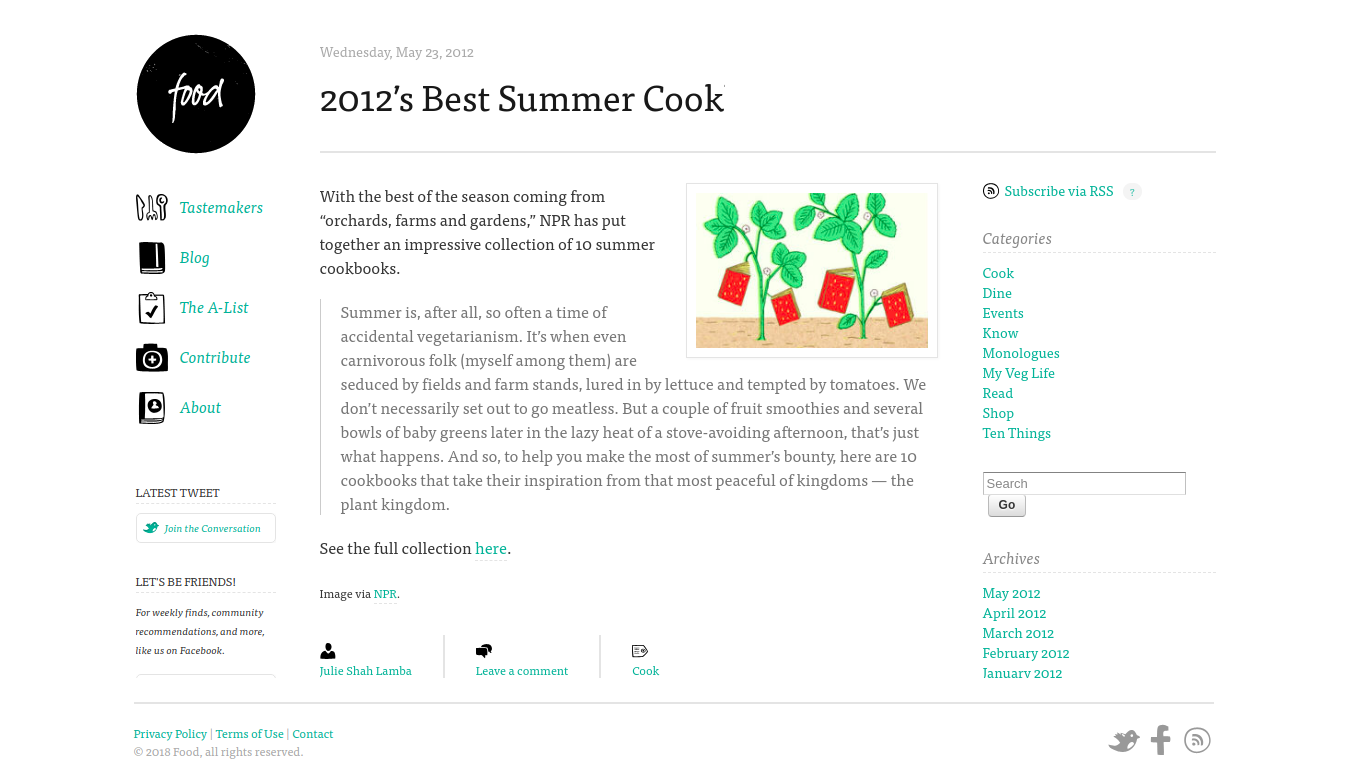 food
Wednesday, May 23, 2012
2012's Best Summer Cook
Tastemakers
Blog
The A-List
Contribute
About
LATEST TWEET
Join the Conversation
LET'S BE FRIENDS!
For weekly finds, community
recommendations, and more,
like us on Facebook.
With the best of the season coming from
“orchards, farms and gardens,” NPR has put
together an impressive collection of 10 summer
cookbooks.
Summer is, after all, so often a time of
accidental vegetarianism. It’s when even
carnivorous folk (myself among them) are
seduced by fields and farm stands, lured in by lettuce and tempted by tomatoes. We
don’t necessarily set out to go meatless. But a couple of fruit smoothies and several
bowls of baby greens later in the lazy heat of a stove-avoiding afternoon, that’s just
what happens. And so, to help you make the most of summer’s bounty, here are 10
cookbooks that take their inspiration from that most peaceful of kingdoms — the
plant kingdom.
See the full collection here.
Image via NPR.
Julie Shah Lamba
Leave a comment
Cook
Subscribe via RSS ?
Categories
Cook
Dine
Events
Know
Monologues
My Veg Life
Read
Shop
Ten Things
Search
Go
Archives
May 2012
April 2012
March 2012
February 2012
January 2012
Privacy Policy | Terms of Use | Contact
© 2018 Food, all rights reserved.